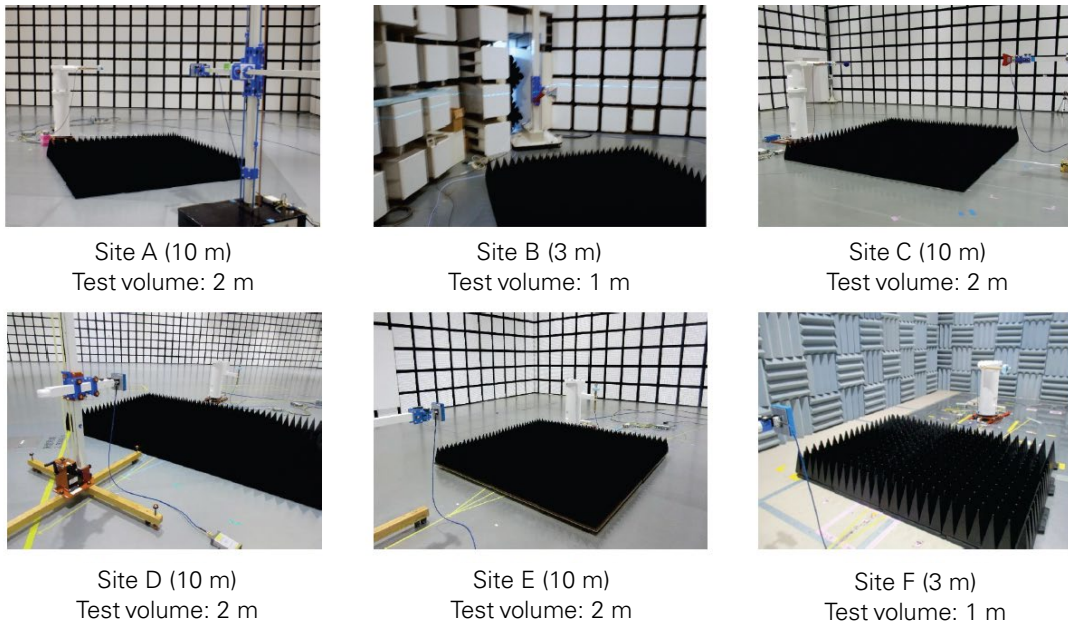 Site A (10 m)
Test volume: 2 m
Site B (3 m)
Test volume: 1 m
Site C (10 m)
Test volume: 2 m
Site D (10 m)
Test volume: 2 m
Site E (10 m)
Test volume: 2 m
Site F (3 m)
Test volume: 1 m